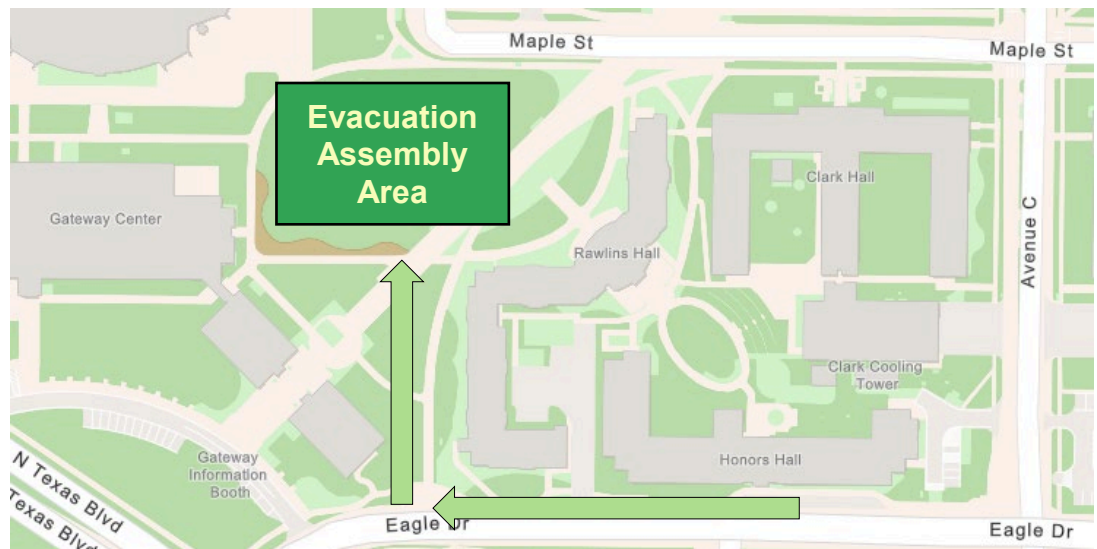 Maple St
Maple St
Evacuation
Assembly
Area
Clark Hall
Gateway Center
Avenue C
Rawlins Hall
Clark Cooling
Tower
Gateway
Information
Booth
Honors Hall
N Texas Blvd
Texas Blvd
Eagle Dr
Eagle Dr